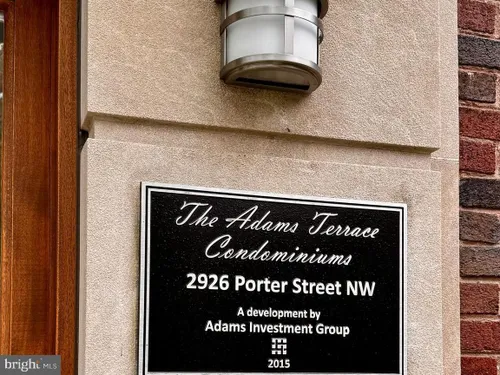 The Adams Terrace
Condominiums
2926 Porter Street NW
A development by
Adams Investment Group
2015
bright MLS